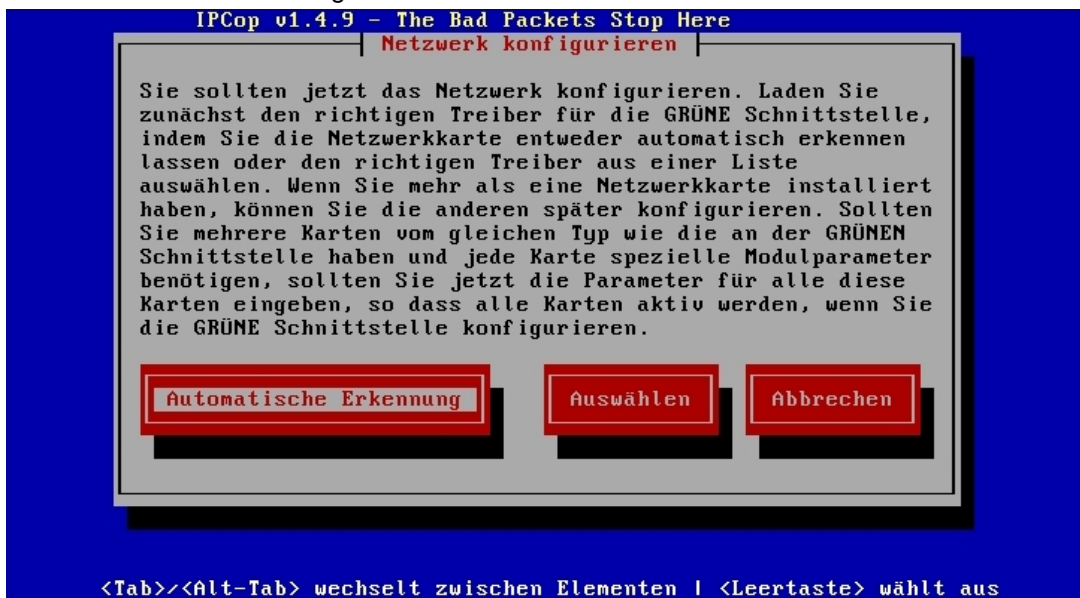 IPCop v1.4.9 – The Bad Packets Stop Here
Netzwerk konfigurieren
Sie sollten jetzt das Netzwerk konfigurieren. Laden Sie
zunächst den richtigen Treiber für die GRÜNE Schnittstelle,
indem Sie die Netzwerkkarte entweder automatisch erkennen
lassen oder den richtigen Treiber aus einer Liste
auswählen. Wenn Sie mehr als eine Netzwerkkarte installiert
haben, können Sie die anderen später konfigurieren. Sollten
Sie mehrere Karten vom gleichen Typ wie die an der GRÜNEN
Schnittstelle haben und jede Karte spezielle Modulparameter
benötigen, sollten Sie jetzt die Parameter für alle diese
Karten eingeben, so dass alle Karten aktiv werden, wenn Sie
die GRÜNE Schnittstelle konfigurieren.
Automatische Erkennung Auswählen Abbrechen
<Tab>/<Alt-Tab> wechselt zwischen Elementen | <Leertaste> wählt aus